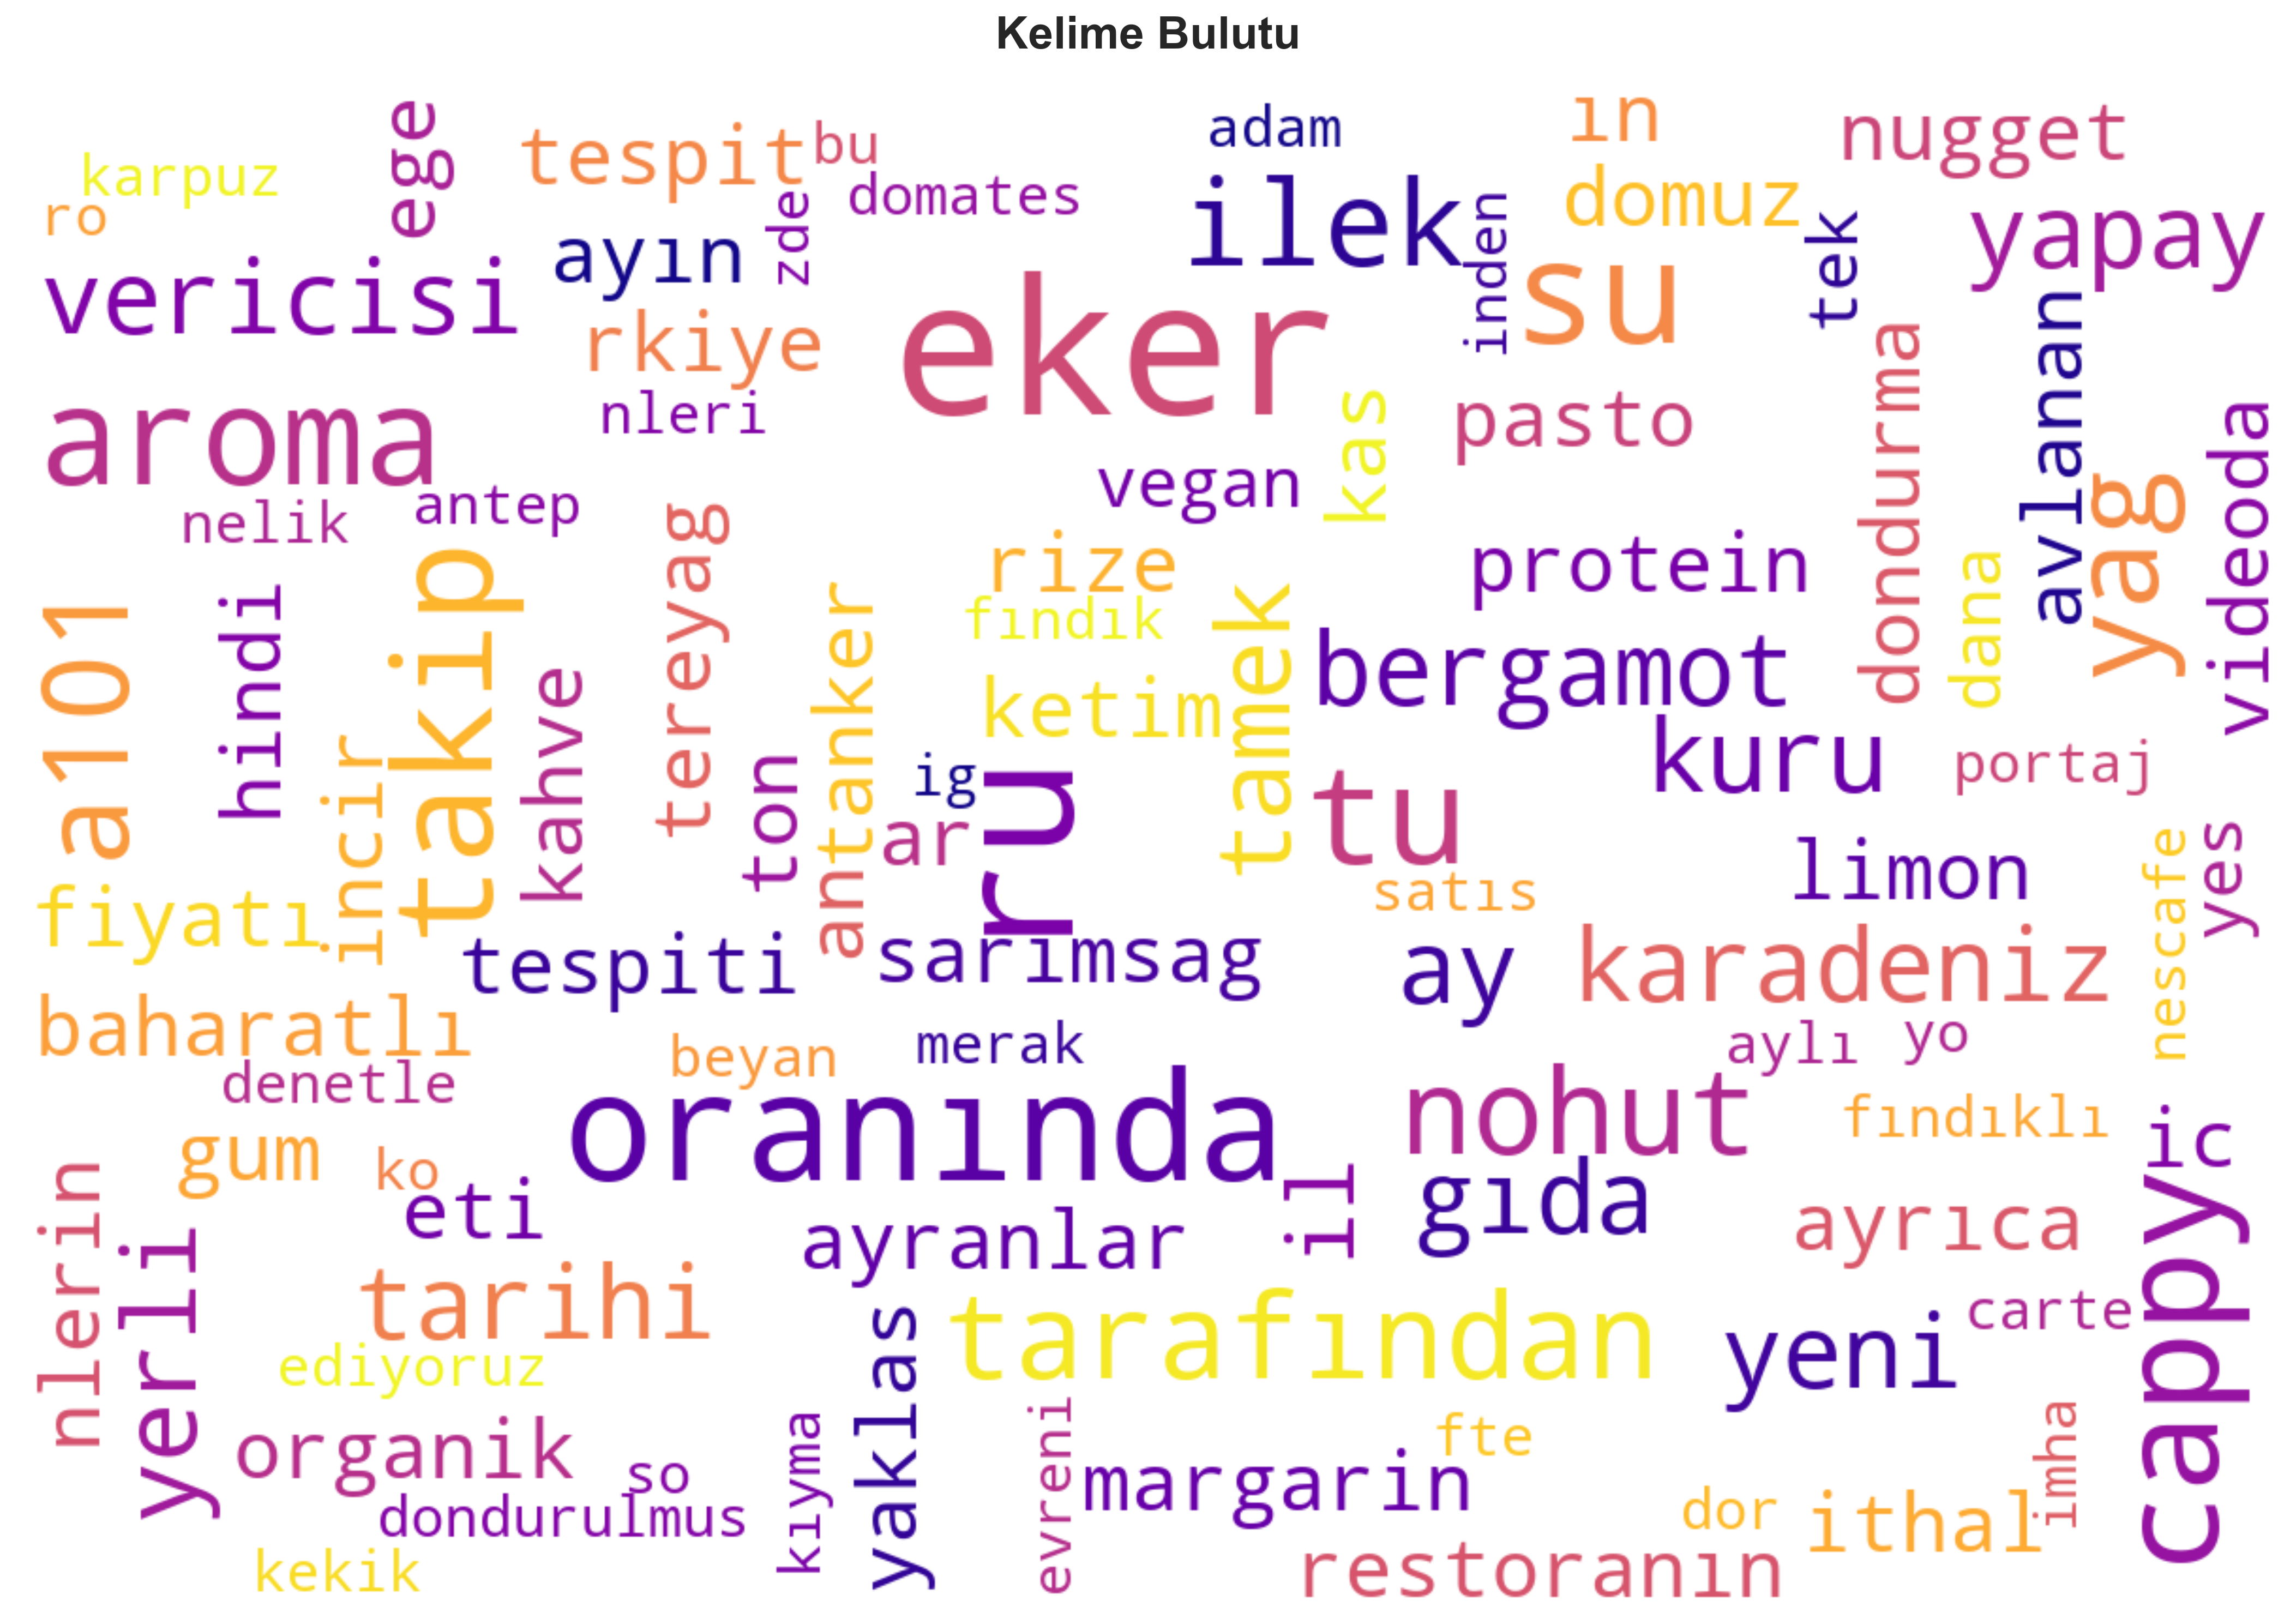 Kelime Bulutu
karpuz
ro
ege
tespit
bu
zde
domates
adam
ilek
inden
ın
domuz
nugget
tek
yapay
vericisi
ayın
rkiye
nleri
eker
su
aroma
nelik
antep
vegan
kas
pasto
dondurma
avlanan
yag
videoda
a101
hindi
takip
tereyag
rize
fındık
protein
dana
incir
kahve
ton
tanker
an
ketim
tamek
bergamot
kuru
portaj
ig
ar
ru
tu
satıs
limon
nescafe
yes
fiyatı
tespiti
sarımsag
ay
karadeniz
baharatlı
denetle
beyan
merak
aylı
yo
oranında
nohut
fındıklı
ic
gum
ko
eti
nlerin
yerli
ayranlar
il
gıda
ayrıca
cappy
tarihi
ediyoruz
tarafından
yeni
carte
organik
so
dondurulmus
kekik
kıyma
yaklas
evreni
margarin
fte
restoranın
dor
ithal
imha